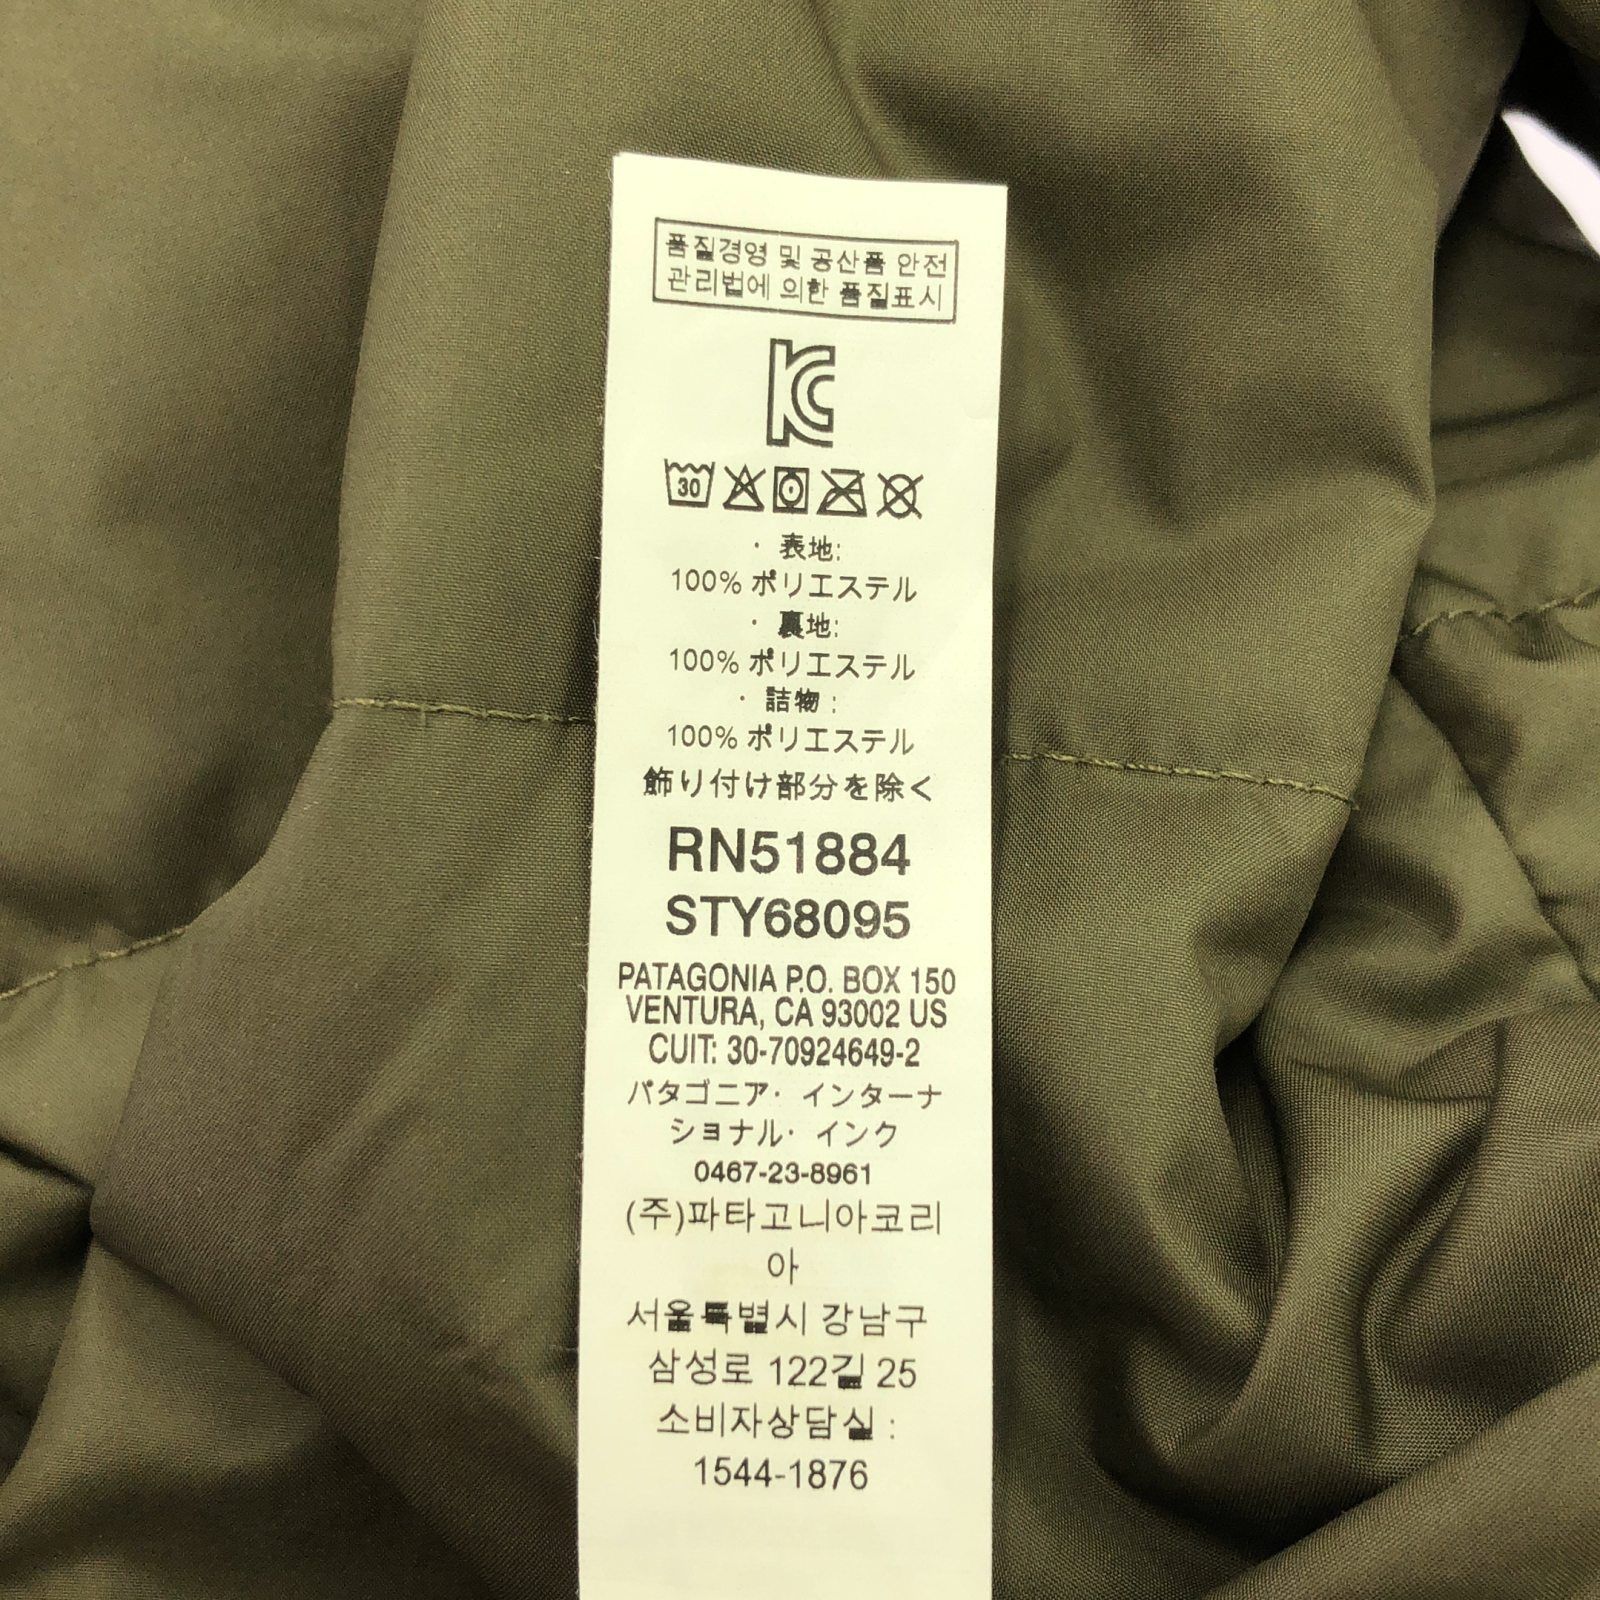 품질경영 및 공산품 안전
관리법에 의한 품질표시
KC
30
· 表地:
100% ポリエステル
· 裏地:
100% ポリエステル
· 詰物 :
100% ポリエステル
飾り付け部分を除く
RN51884
STY68095
PATAGONIA P.O. BOX 150
VENTURA, CA 93002 US
CUIT: 30-70924649-2
パタゴニア· インターナ
ショナル· インク
0467-23-8961
(주)파타고니아코리
아
서울특별시 강남구
삼성로 122길 25
소비자상담실 :
1544-1876